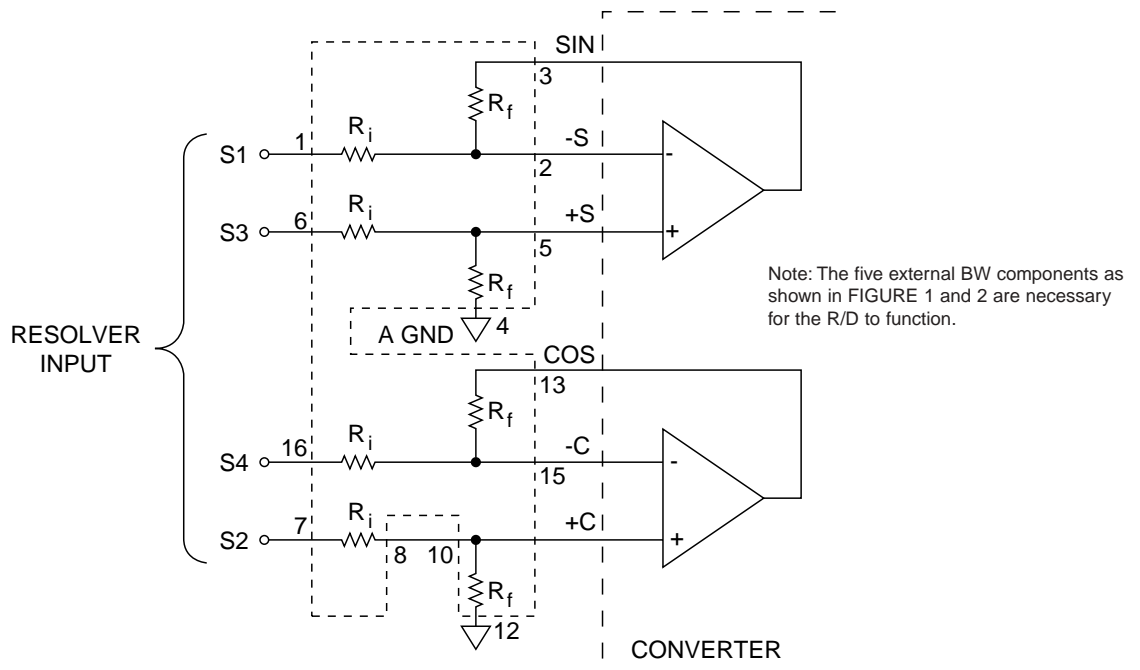 SIN
3
Rf
Ri
S1
1
-S
-
2
Ri
S3
6
+S
+
5
Rf
4
A GND
RESOLVER
INPUT
Note: The five external BW components as
shown in FIGURE 1 and 2 are necessary
for the R/D to function.
COS
13
Rf
Ri
S4
16
-C
-
15
Ri
S2
7
8
10
+C
+
Rf
12
CONVERTER